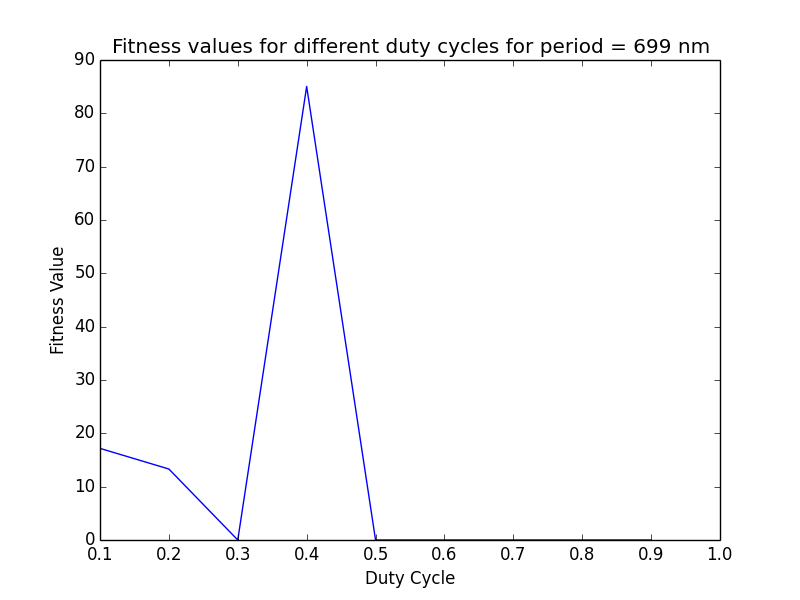 Fitness values for different duty cycles for period = 699 nm
90
80
70
60
50
40
30
20
10
0
Fitness Value
0.1 0.2 0.3 0.4 0.5 0.6 0.7 0.8 0.9 1.0
Duty Cycle